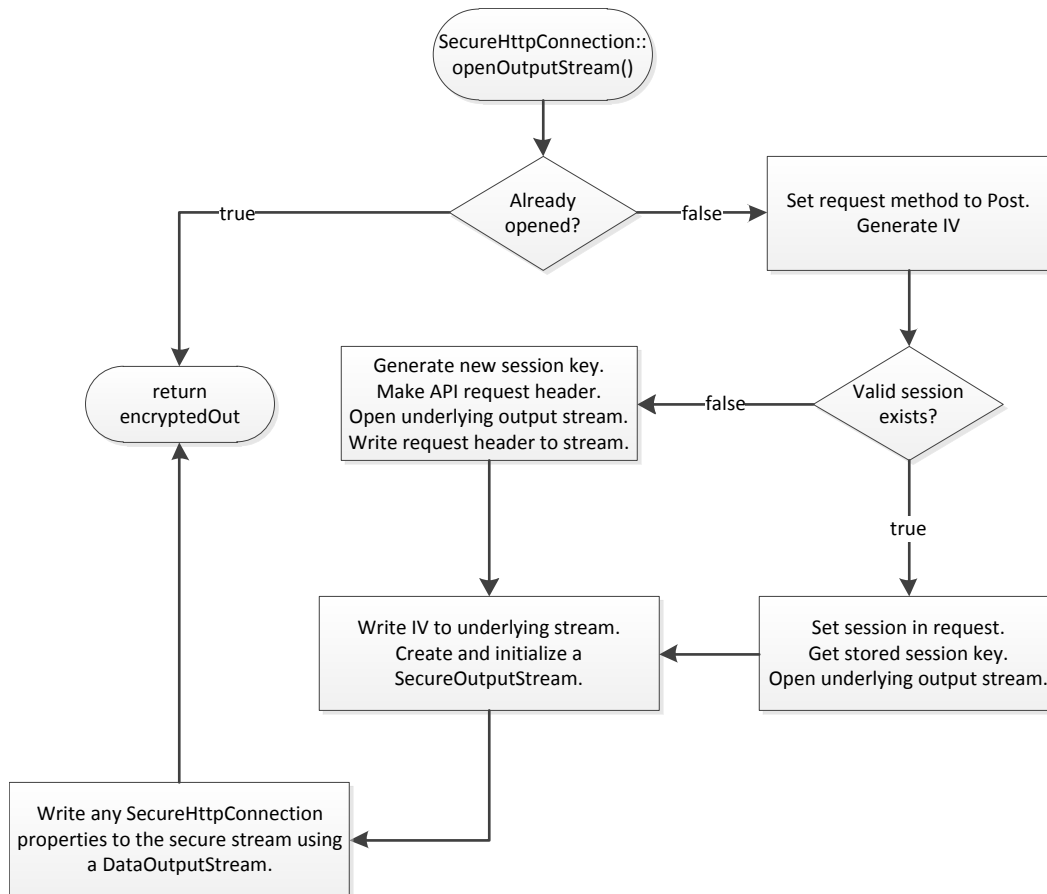 SecureHttpConnection::
openOutputStream()
Already
opened?
true
false
Set request method to Post.
Generate IV
Valid session
exists?
false
Generate new session key.
Make API request header.
Open underlying output stream.
Write request header to stream.
return
encryptedOut
true
Write IV to underlying stream.
Create and initialize a
SecureOutputStream.
Set session in request.
Get stored session key.
Open underlying output stream.
Write any SecureHttpConnection
properties to the secure stream using
a DataOutputStream.